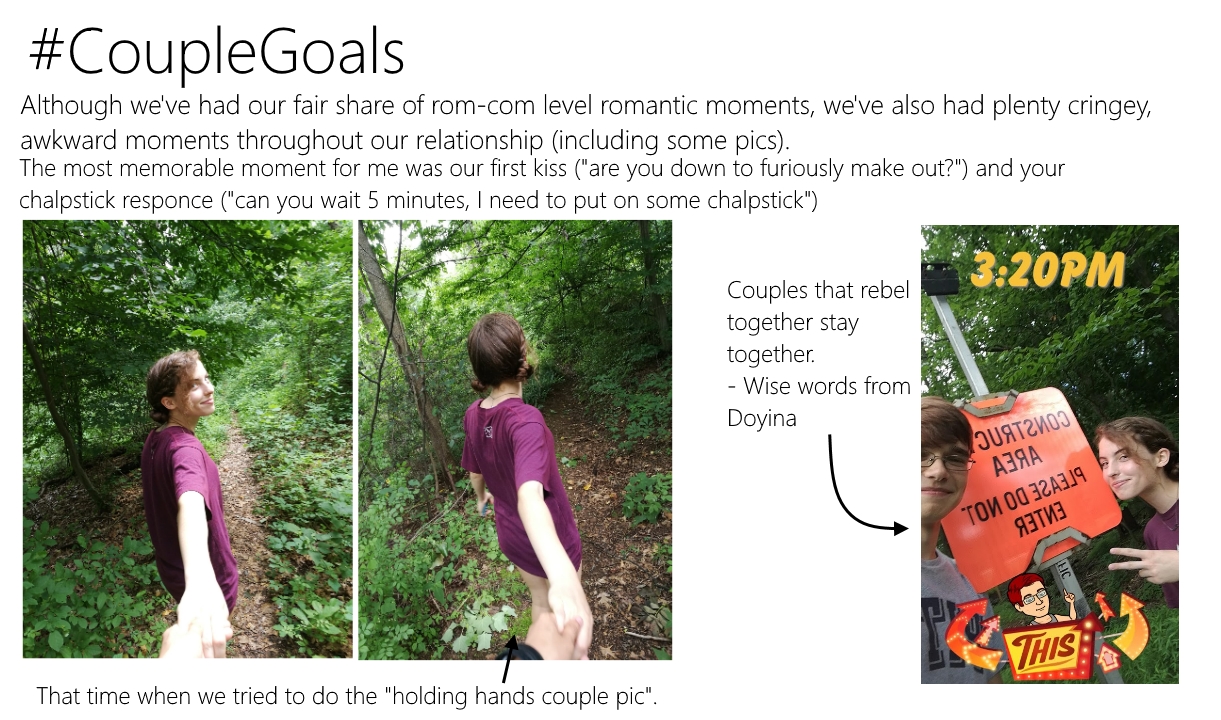 #CoupleGoals
Although we've had our fair share of rom-com level romantic moments, we've also had plenty cringey,
awkward moments throughout our relationship (including some pics).
The most memorable moment for me was our first kiss ("are you down to furiously make out?") and your
chalpstick responce ("can you wait 5 minutes, I need to put on some chalpstick")
Couples that rebel
together stay
together.
- Wise words from
Doyina
3:20PM
CONSTRUC
AREA
PLEASE DO NOT
ENTER
THIS
That time when we tried to do the "holding hands couple pic".